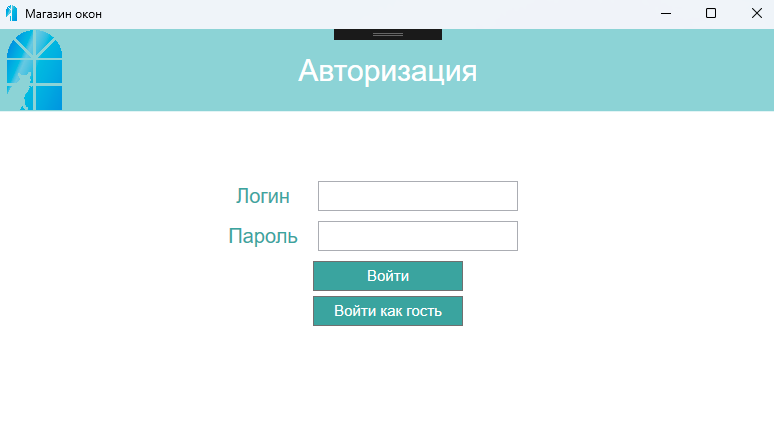 Магазин окон
Авторизация
Логин
Пароль
Войти
Войти как гость